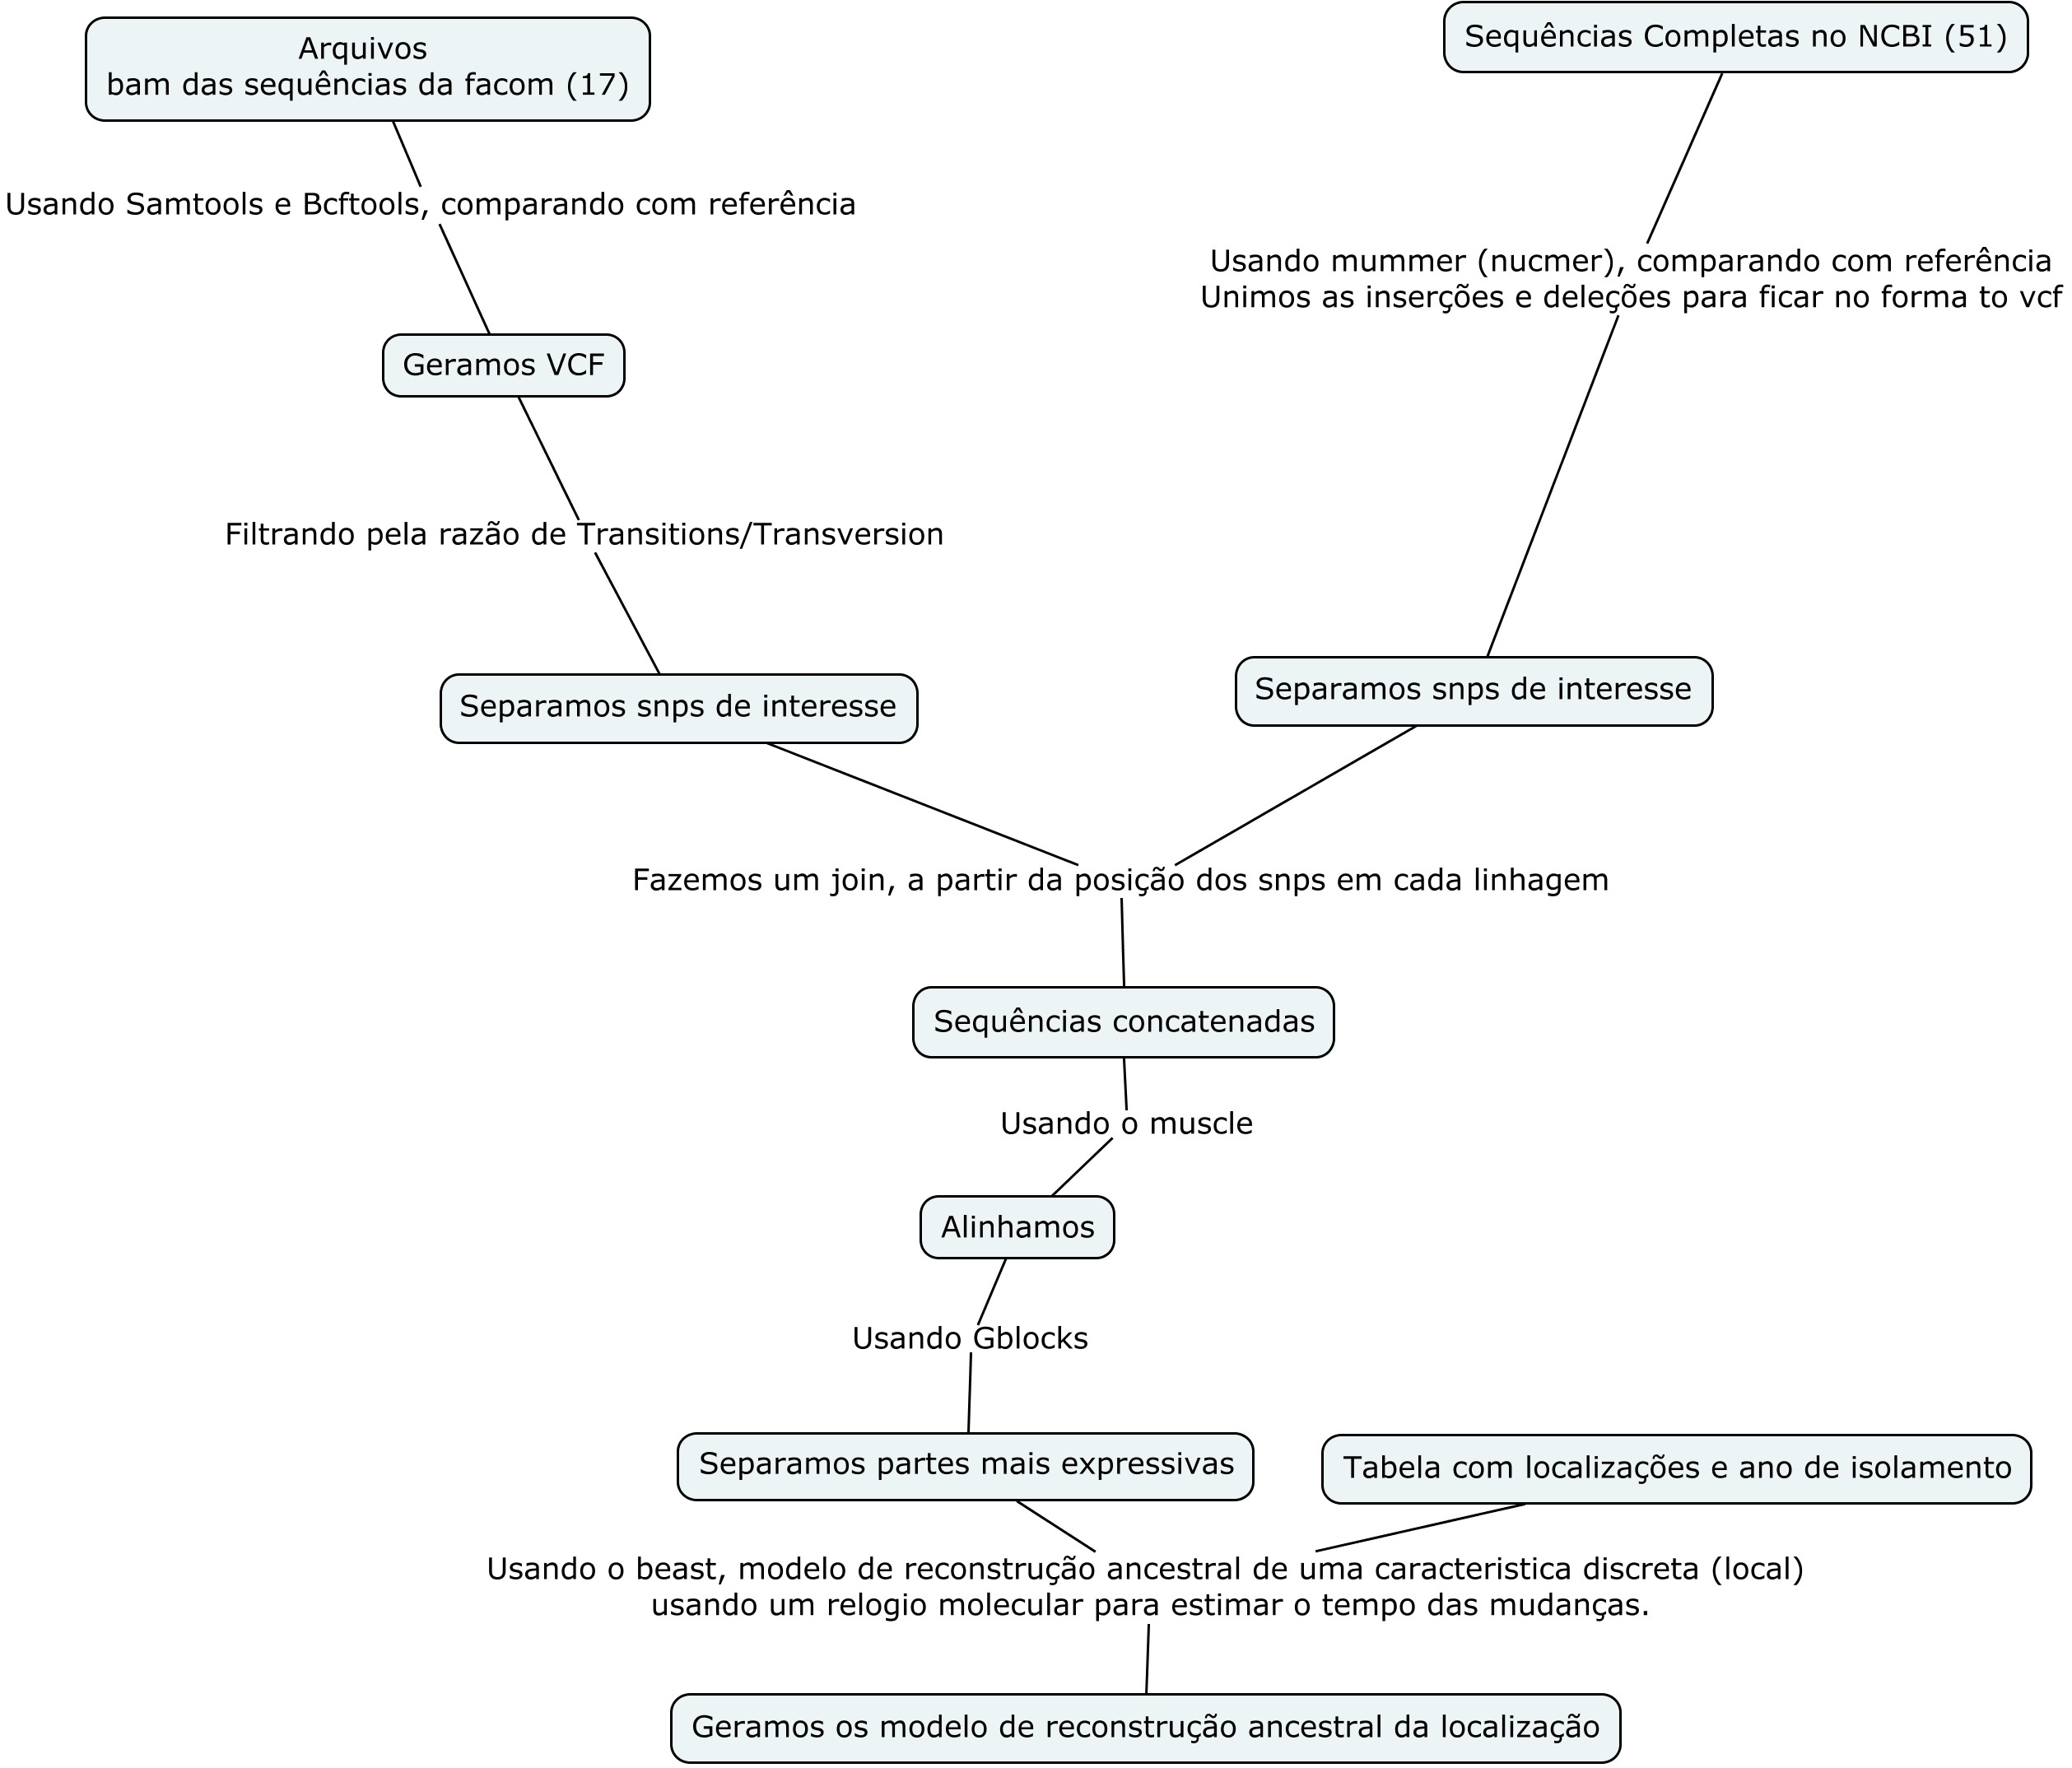 Arquivos
bam das sequências da facom (17)
Sequências Completas no NCBI (51)
Usando Samtools e Bcftools, comparando com referência
Usando mummer (nucmer), comparando com referência
Unimos as inserções e deleções para ficar no forma to vcf
Geramos VCF
Filtrando pela razão de Transitions/Transversion
Separamos snps de interesse
Separamos snps de interesse
Fazemos um join, a partir da posição dos snps em cada linhagem
Sequências concatenadas
Usando o muscle
Alinhamos
Usando Gblocks
Separamos partes mais expressivas
Tabela com localizações e ano de isolamento
Usando o beast, modelo de reconstrução ancestral de uma caracteristica discreta (local)
usando um relogio molecular para estimar o tempo das mudanças.
Geramos os modelo de reconstrução ancestral da localização